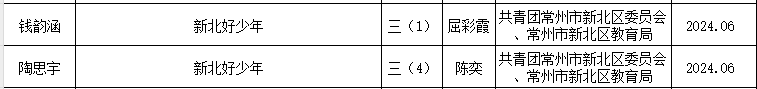 钱韵涵 新北好少年 三（1） 屈彩霞 共青团常州市新北区委员会、常州市新北区教育局 2024.06
陶思宇 新北好少年 三（4） 陈奕 共青团常州市新北区委员会、常州市新北区教育局 2024.06